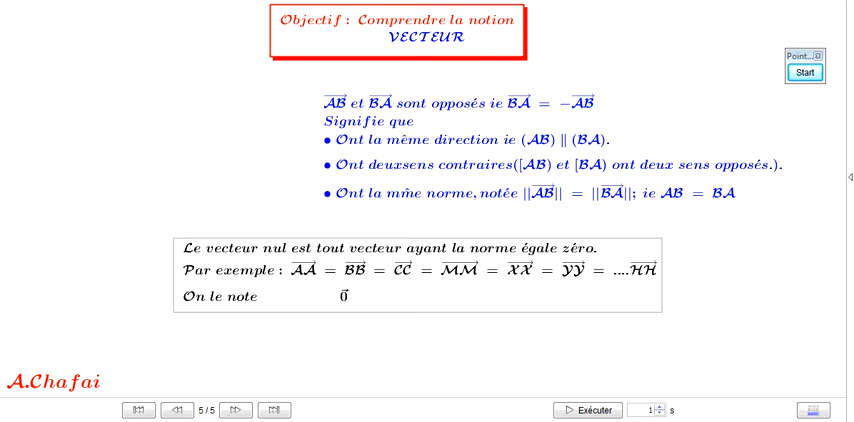 Objectif : Comprendre la notion
VECTEUR
Point...
Start
AB et BA sont opposés ie BA = −AB
Signifie que
• Ont la même direction ie (AB) ∥ (BA).
• Ont deuxsens contraires([AB) et [BA) ont deux sens opposés.).
• Ont la mm̂e norme, notée ||AB|| = ||BA||; ie AB = BA
Le vecteur nul est tout vecteur ayant la norme égale zéro.
Par exemple : AA = BB = CC = MM = XX = YY = ....HH
On le note 0⃗
A.Chafai
5 / 5
Exécuter
1
s